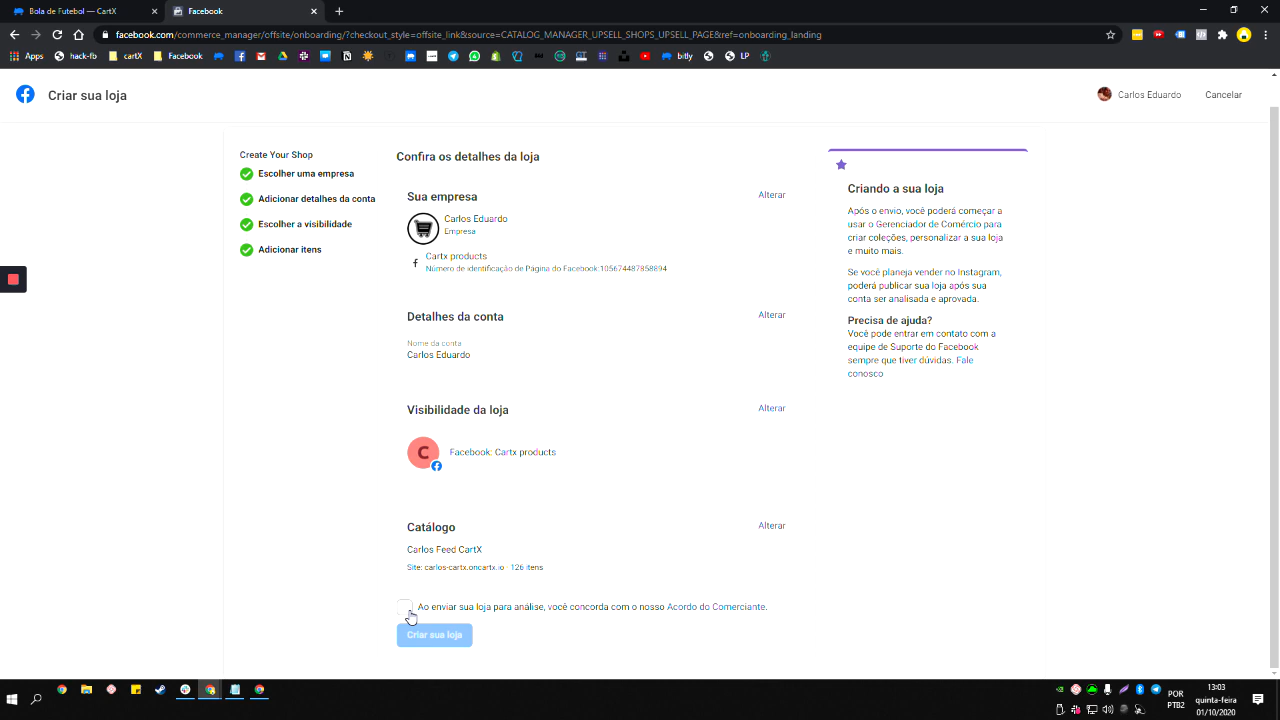 Bola de Futebol — CartX
Facebook
facebook.com/commerce_manager/offsite/onboarding/?checkout_style=offsite_link&source=CATALOG_MANAGER_UPSELL_SHOPS_UPSELL_PAGE&ref=onboarding_landing
Apps
hack-fb
cartX
Facebook
bitly
LP
Criar sua loja
Carlos Eduardo
Cancelar
Create Your Shop
Escolher uma empresa
Adicionar detalhes da conta
Escolher a visibilidade
Adicionar itens
Confira os detalhes da loja
Sua empresa
Alterar
Carlos Eduardo
Empresa
Cartx products
Número de identificação de Página do Facebook:105674487858894
Detalhes da conta
Alterar
Nome da conta
Carlos Eduardo
Visibilidade da loja
Alterar
C
Facebook: Cartx products
Catálogo
Alterar
Carlos Feed CartX
Site: carlos-cartx.oncartx.io · 126 itens
Ao enviar sua loja para análise, você concorda com o nosso Acordo do Comerciante.
Criar sua loja
Criando a sua loja
Após o envio, você poderá começar a
usar o Gerenciador de Comércio para
criar coleções, personalizar a sua loja
e muito mais.
Se você planeja vender no Instagram,
poderá publicar sua loja após sua
conta ser analisada e aprovada.
Precisa de ajuda?
Você pode entrar em contato com a
equipe de Suporte do Facebook
sempre que tiver dúvidas. Fale
conosco
POR
PTB2
13:03
quinta-feira
01/10/2020